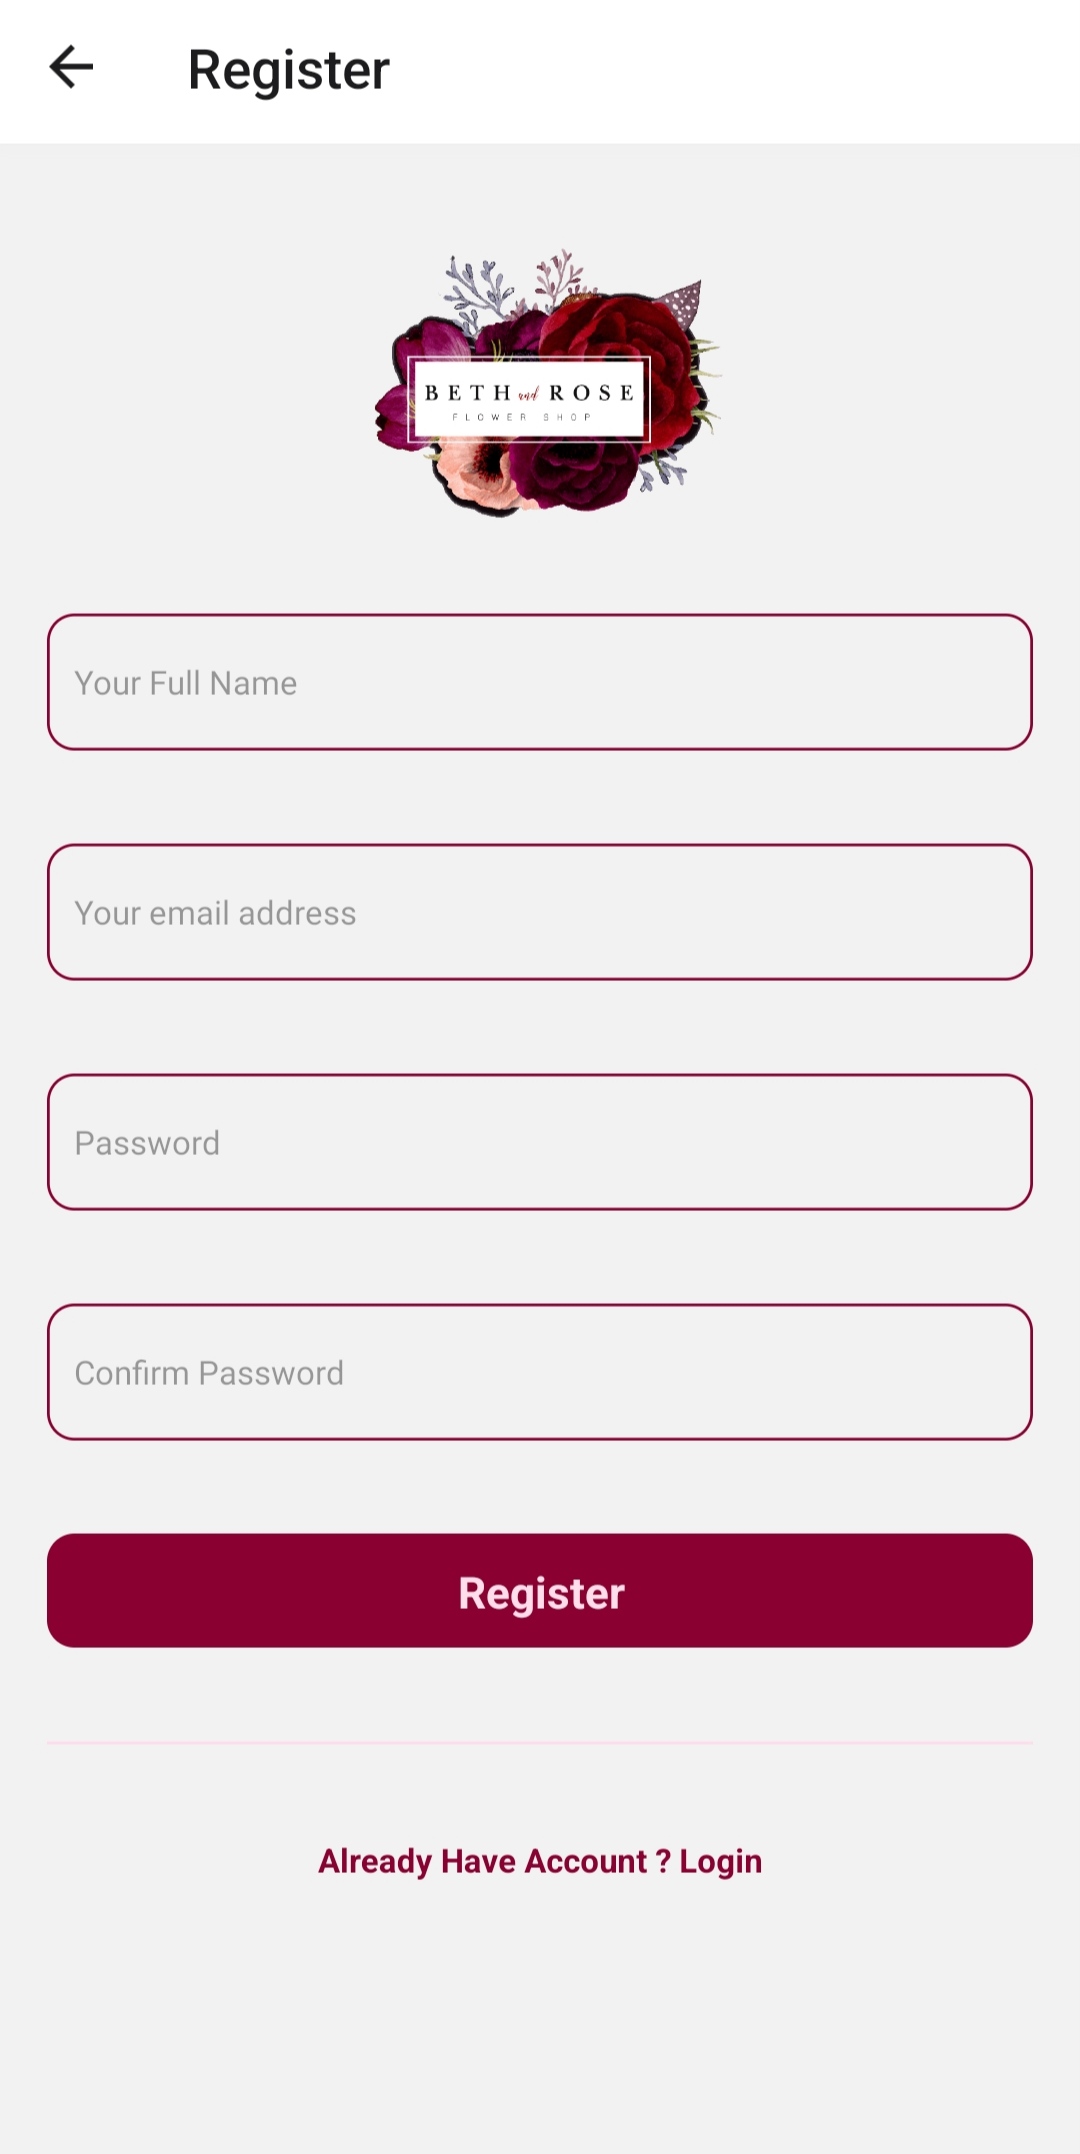 Register
BETH and ROSE
FLOWER SHOP
Your Full Name
Your email address
Password
Confirm Password
Register
Already Have Account ? Login